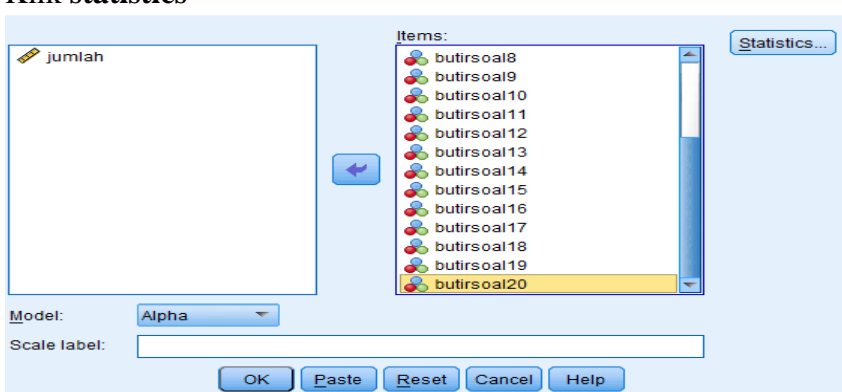 Items:
Statistics...
jumlah
butirsoal8
butirsoal9
butirsoal10
butirsoal11
butirsoal12
butirsoal13
butirsoal14
butirsoal15
butirsoal16
butirsoal17
butirsoal18
butirsoal19
butirsoal20
Model:
Alpha
Scale label:
OK Paste Reset Cancel Help